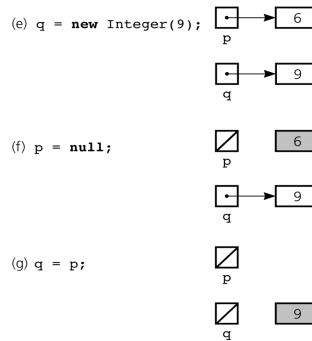 (e) q = new Integer(9);
6
p
9
q
(f) p = null;
6
p
9
q
(g) q = p;
p
9
q